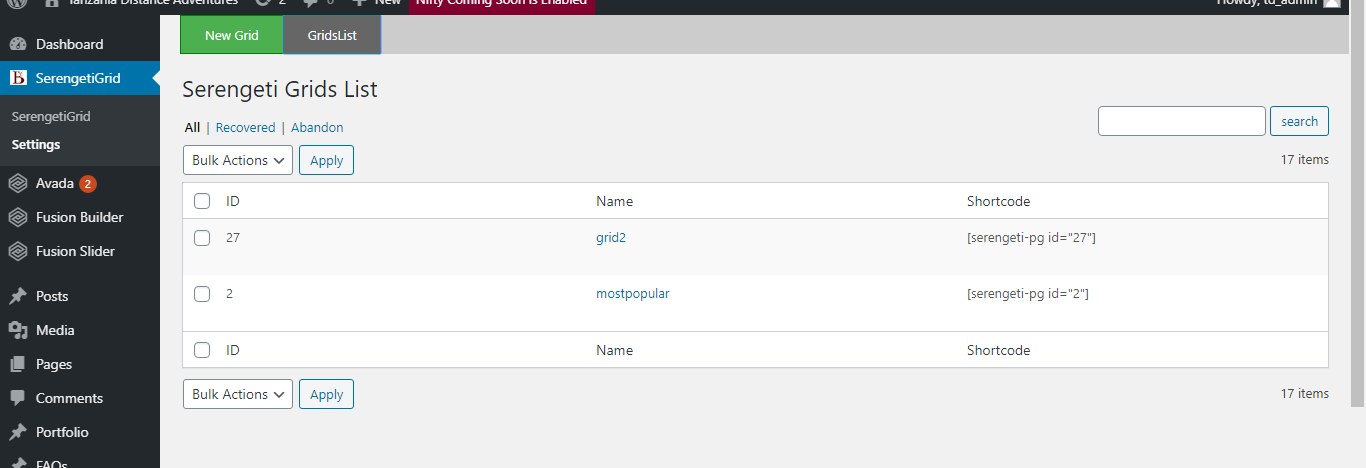 Tanzania Distance Adventures 2 0 New Nifty Coming Soon is Enabled Howdy, td_admin
Dashboard
SerengetiGrid
SerengetiGrid
Settings
Avada 2
Fusion Builder
Fusion Slider
Posts
Media
Pages
Comments
Portfolio
FAQs
New Grid GridsList
Serengeti Grids List
All | Recovered | Abandon
search
Bulk Actions Apply 17 items
ID Name Shortcode
27 grid2 [serengeti-pg id="27"]
2 mostpopular [serengeti-pg id="2"]
ID Name Shortcode
Bulk Actions Apply 17 items